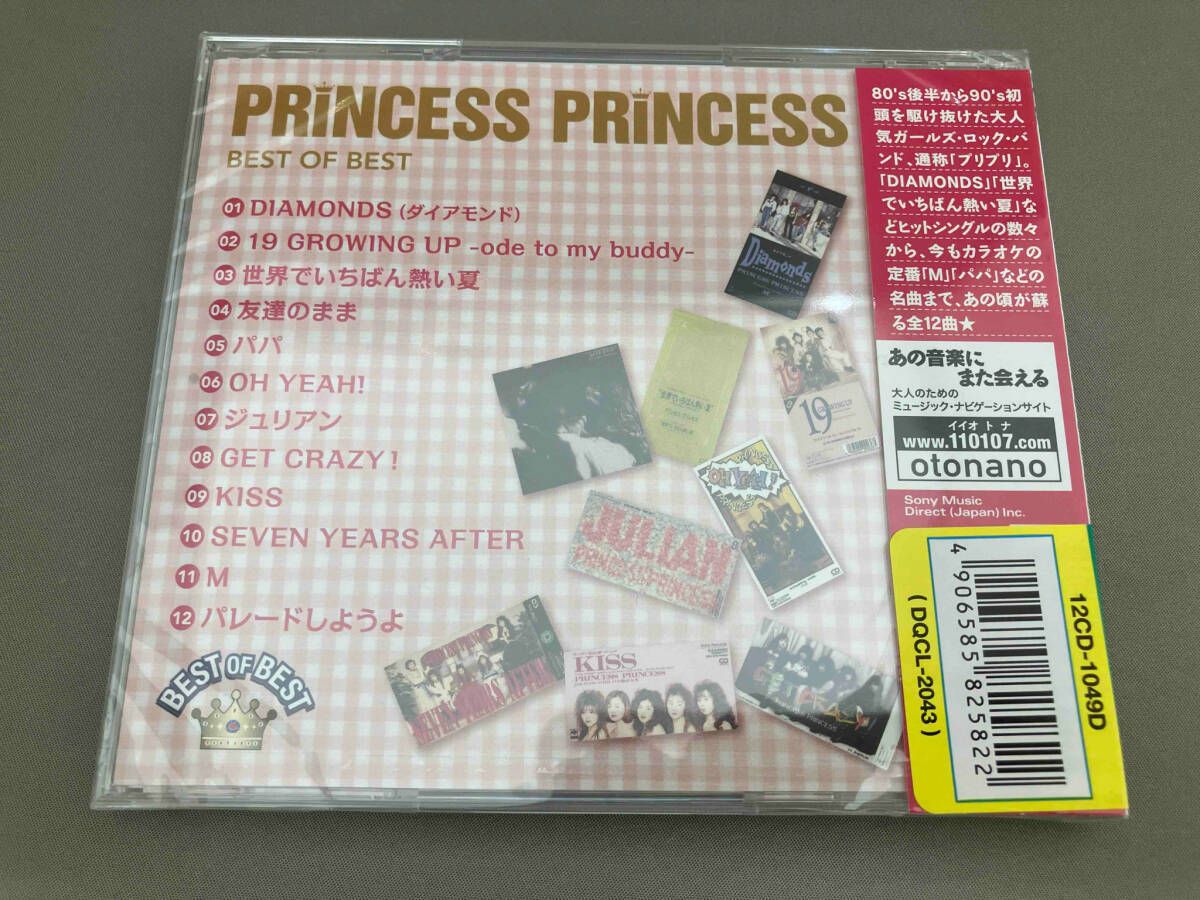 PRINCESS PRINCESS
BEST OF BEST
01 DIAMONDS (ダイアモンド)
02 19 GROWING UP -ode to my buddy-
03 世界でいちばん熱い夏
04 友達のまま
05 パパ
06 OH YEAH!
07 ジュリアン
08 GET CRAZY!
09 KISS
10 SEVEN YEARS AFTER
11 M
12 パレードしようよ
BEST OF BEST
Diamonds
PRINCESS PRINCESS
19
GROWING UP
OH YEAH!
JULIAN
PRINCESS PRINCESS
SEVEN YEARS AFTER
KISS
PRINCESS PRINCESS
80's後半から90's初
頭を駆け抜けた大人
気ガールズ・ロック・バ
ンド、通称「プリプリ」。
「DIAMONDS」「世界
でいちばん熱い夏」な
どヒットシングルの数々
から、今もカラオケの
定番「M」「パパ」などの
名曲まで、あの頃が蘇
る全12曲★
あの音楽に
また会える
大人のための
ミュージック・ナビゲーションサイト
イイオトナ
www.110107.com
otonano
Sony Music
Direct (Japan) Inc.
12CD-1049D
4 906585 825822
(DQCL-2043)